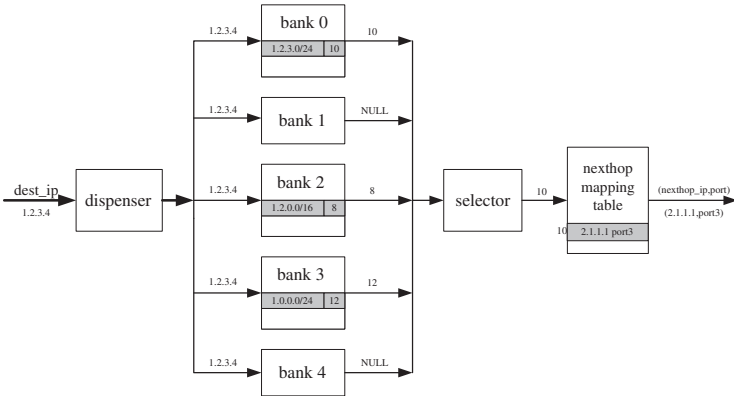 dest_ip
1.2.3.4
dispenser
1.2.3.4
bank 0
1.2.3.0/24 10
10
1.2.3.4
bank 1
NULL
1.2.3.4
bank 2
1.2.0.0/16 8
8
1.2.3.4
bank 3
1.0.0.0/24 12
12
1.2.3.4
bank 4
NULL
selector
10
nexthop
mapping
table
10 2.1.1.1 port3
(nexthop_ip,port)
(2.1.1.1,port3)